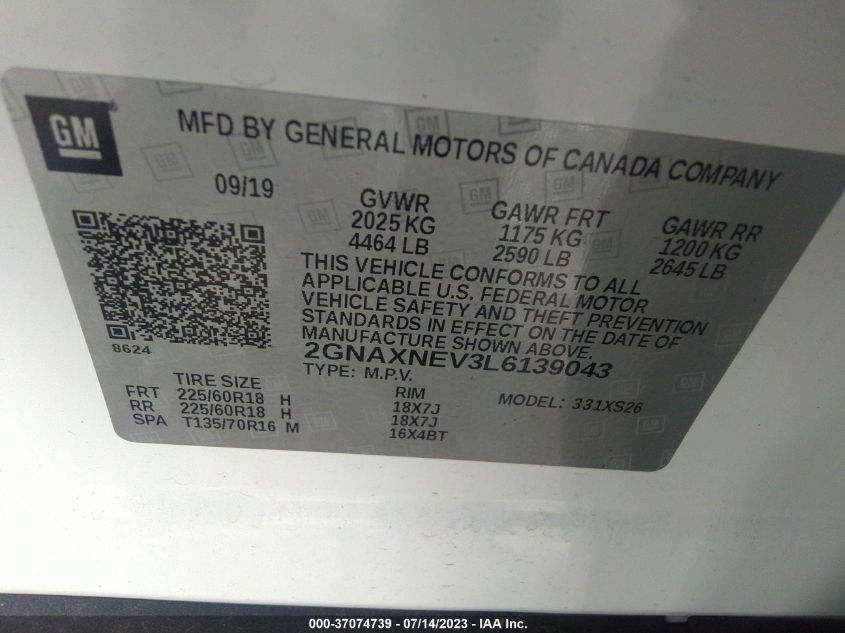 GM
MFD BY GENERAL MOTORS OF CANADA COMPANY
09/19
GVWR
2025 KG
4464 LB
GAWR FRT
1175 KG
2590 LB
GAWR RR
1200 KG
2645 LB
THIS VEHICLE CONFORMS TO ALL
APPLICABLE U.S. FEDERAL MOTOR
VEHICLE SAFETY AND THEFT PREVENTION
STANDARDS IN EFFECT ON THE DATE OF
MANUFACTURE SHOWN ABOVE.
8624
2GNAXNEV3L6139043
TYPE: M.P.V.
MODEL: 331XS26
TIRE SIZE
RIM
FRT 225/60R18 H 18X7J
RR 225/60R18 H 18X7J
SPA T135/70R16 M 16X4BT
000-37074739 - 07/14/2023 - IAA Inc.